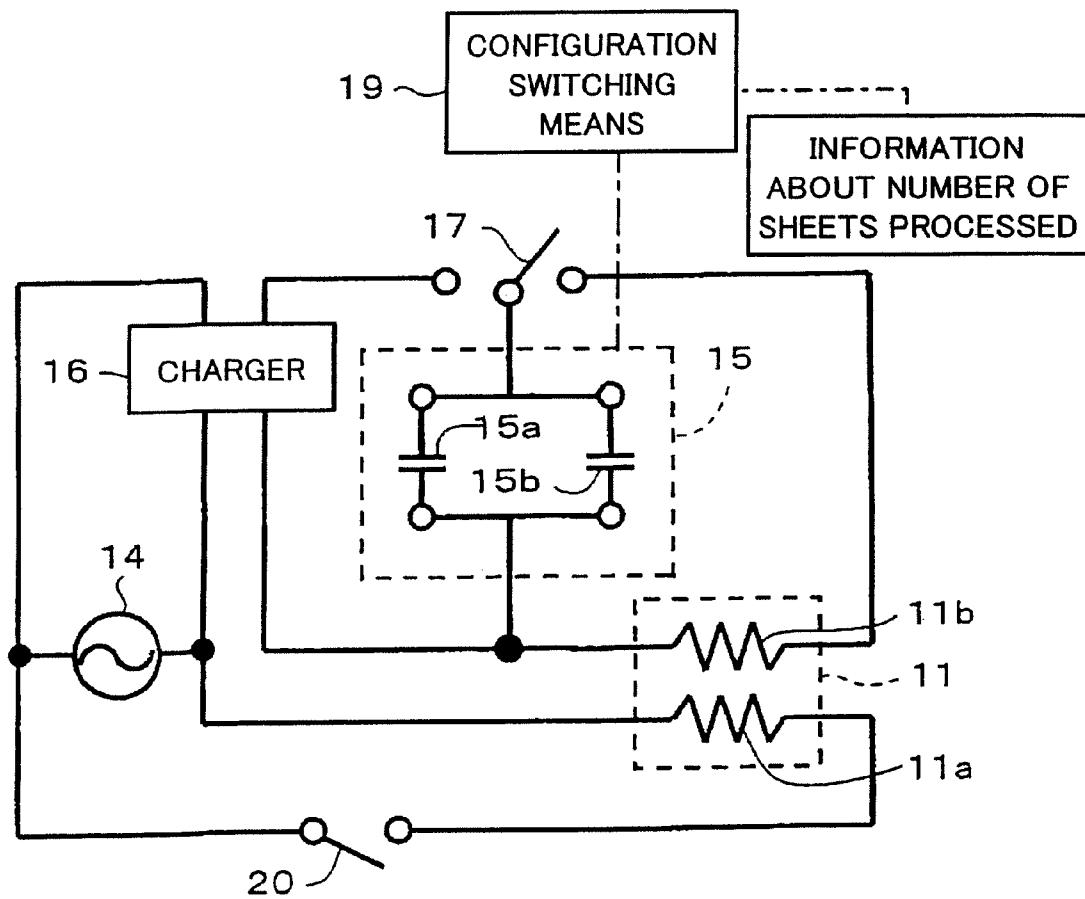 CONFIGURATION
SWITCHING
MEANS
19
INFORMATION
ABOUT NUMBER OF
SHEETS PROCESSED
17
16
CHARGER
15
15a
15b
14
11b
11
11a
20